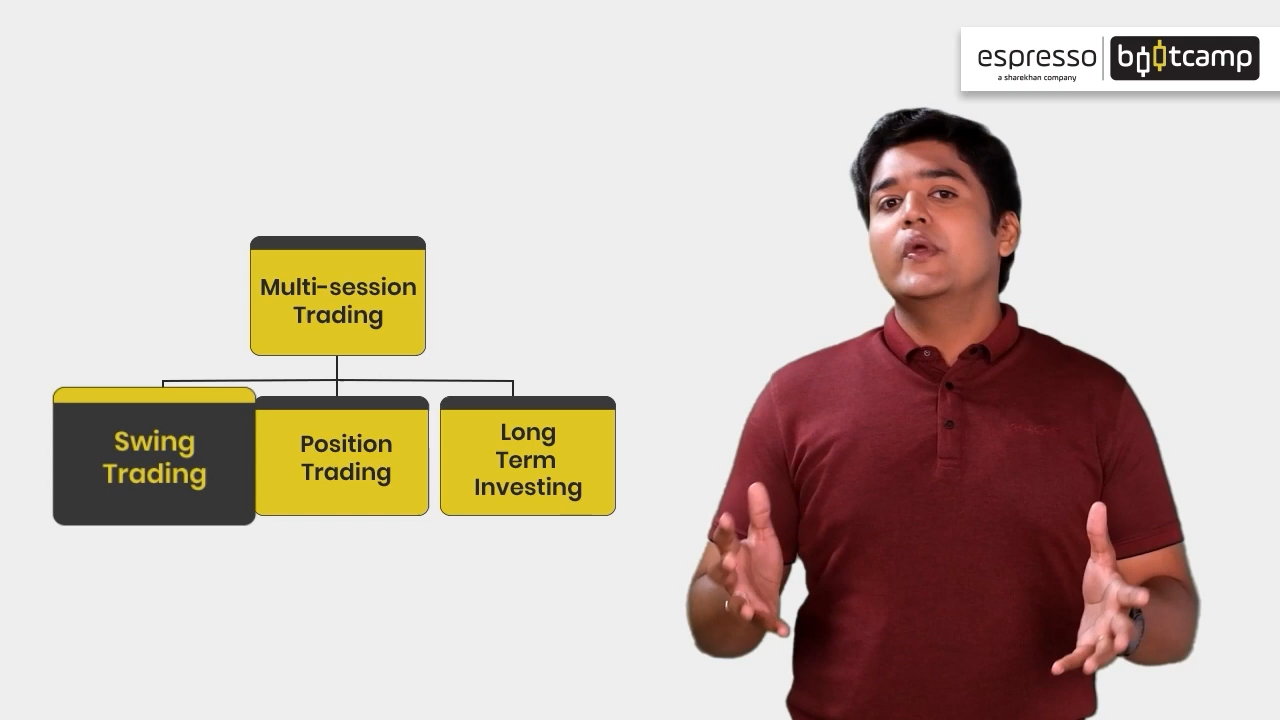 espresso
a sharekhan company
bootcamp
Multi-session
Trading
Swing
Trading
Position
Trading
Long
Term
Investing